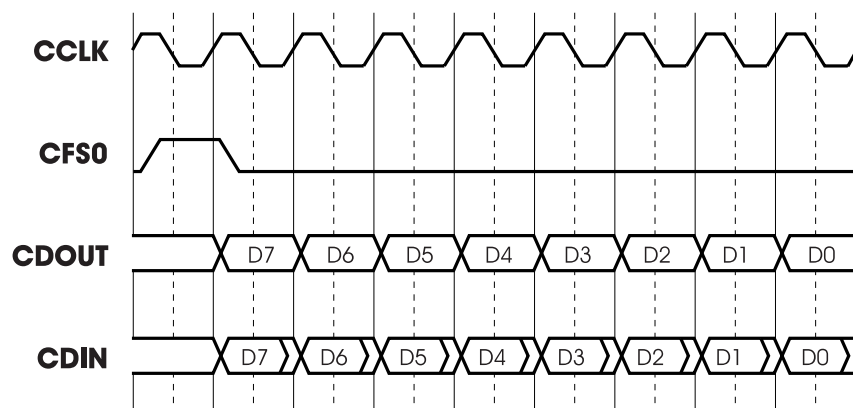 CCLK
CFS0
CDOUT D7 D6 D5 D4 D3 D2 D1 D0
CDIN D7 D6 D5 D4 D3 D2 D1 D0